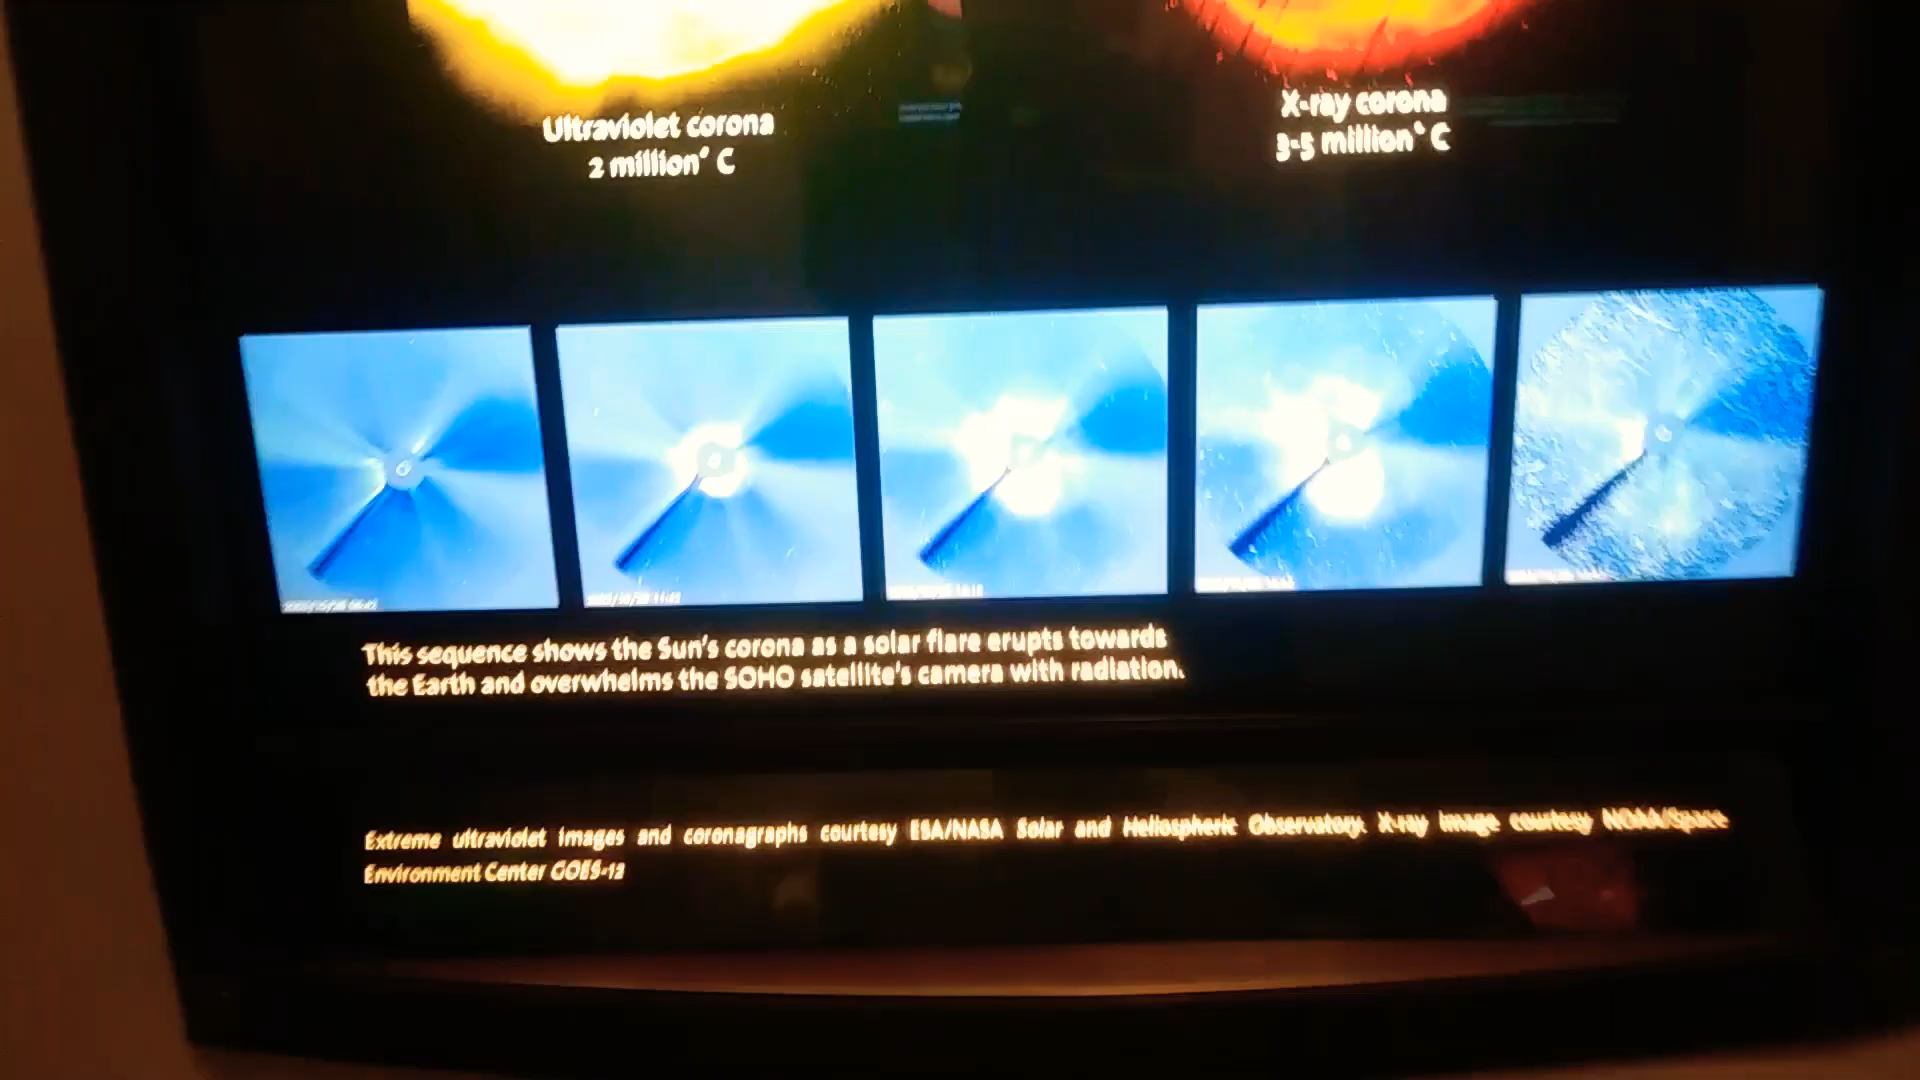 Ultraviolet corona
2 million° C
X-ray corona
3-5 million° C
This sequence shows the Sun's corona as a solar flare erupts towards
the Earth and overwhelms the SOHO satellite's camera with radiation.
Extreme ultraviolet images and coronagraphs courtesy ESA/NASA Solar and Heliospheric Observatory. X-ray image courtesy NOAA/Space
Environment Center GOES-12